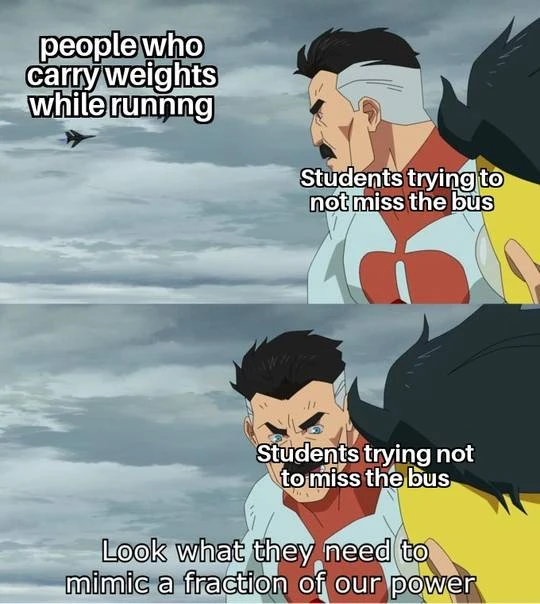 people who
carry weights
while runnng
Students trying to
not miss the bus
Students trying not
to miss the bus
Look what they need to
mimic a fraction of our power